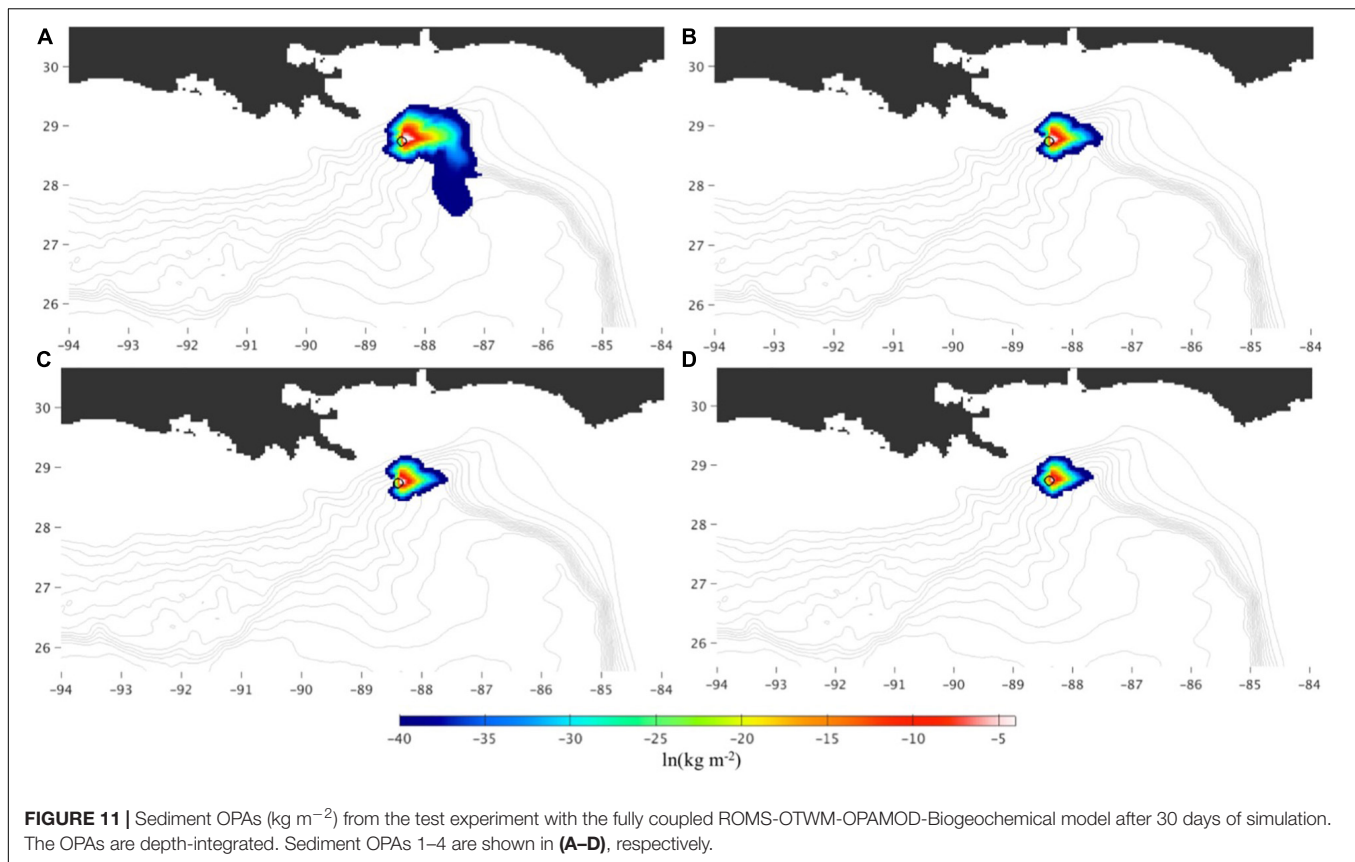 A
B
30
29
28
27
26
−94 −93 −92 −91 −90 −89 −88 −87 −86 −85 −84
30
29
28
27
26
−94 −93 −92 −91 −90 −89 −88 −87 −86 −85 −84
C
D
30
29
28
27
26
−94 −93 −92 −91 −90 −89 −88 −87 −86 −85 −84
30
29
28
27
26
−94 −93 −92 −91 −90 −89 −88 −87 −86 −85 −84
−40 −35 −30 −25 −20 −15 −10 −5
ln(kg m⁻²)
FIGURE 11 | Sediment OPAs (kg m⁻²) from the test experiment with the fully coupled ROMS-OTWM-OPAMOD-Biogeochemical model after 30 days of simulation.
The OPAs are depth-integrated. Sediment OPAs 1–4 are shown in (A–D), respectively.